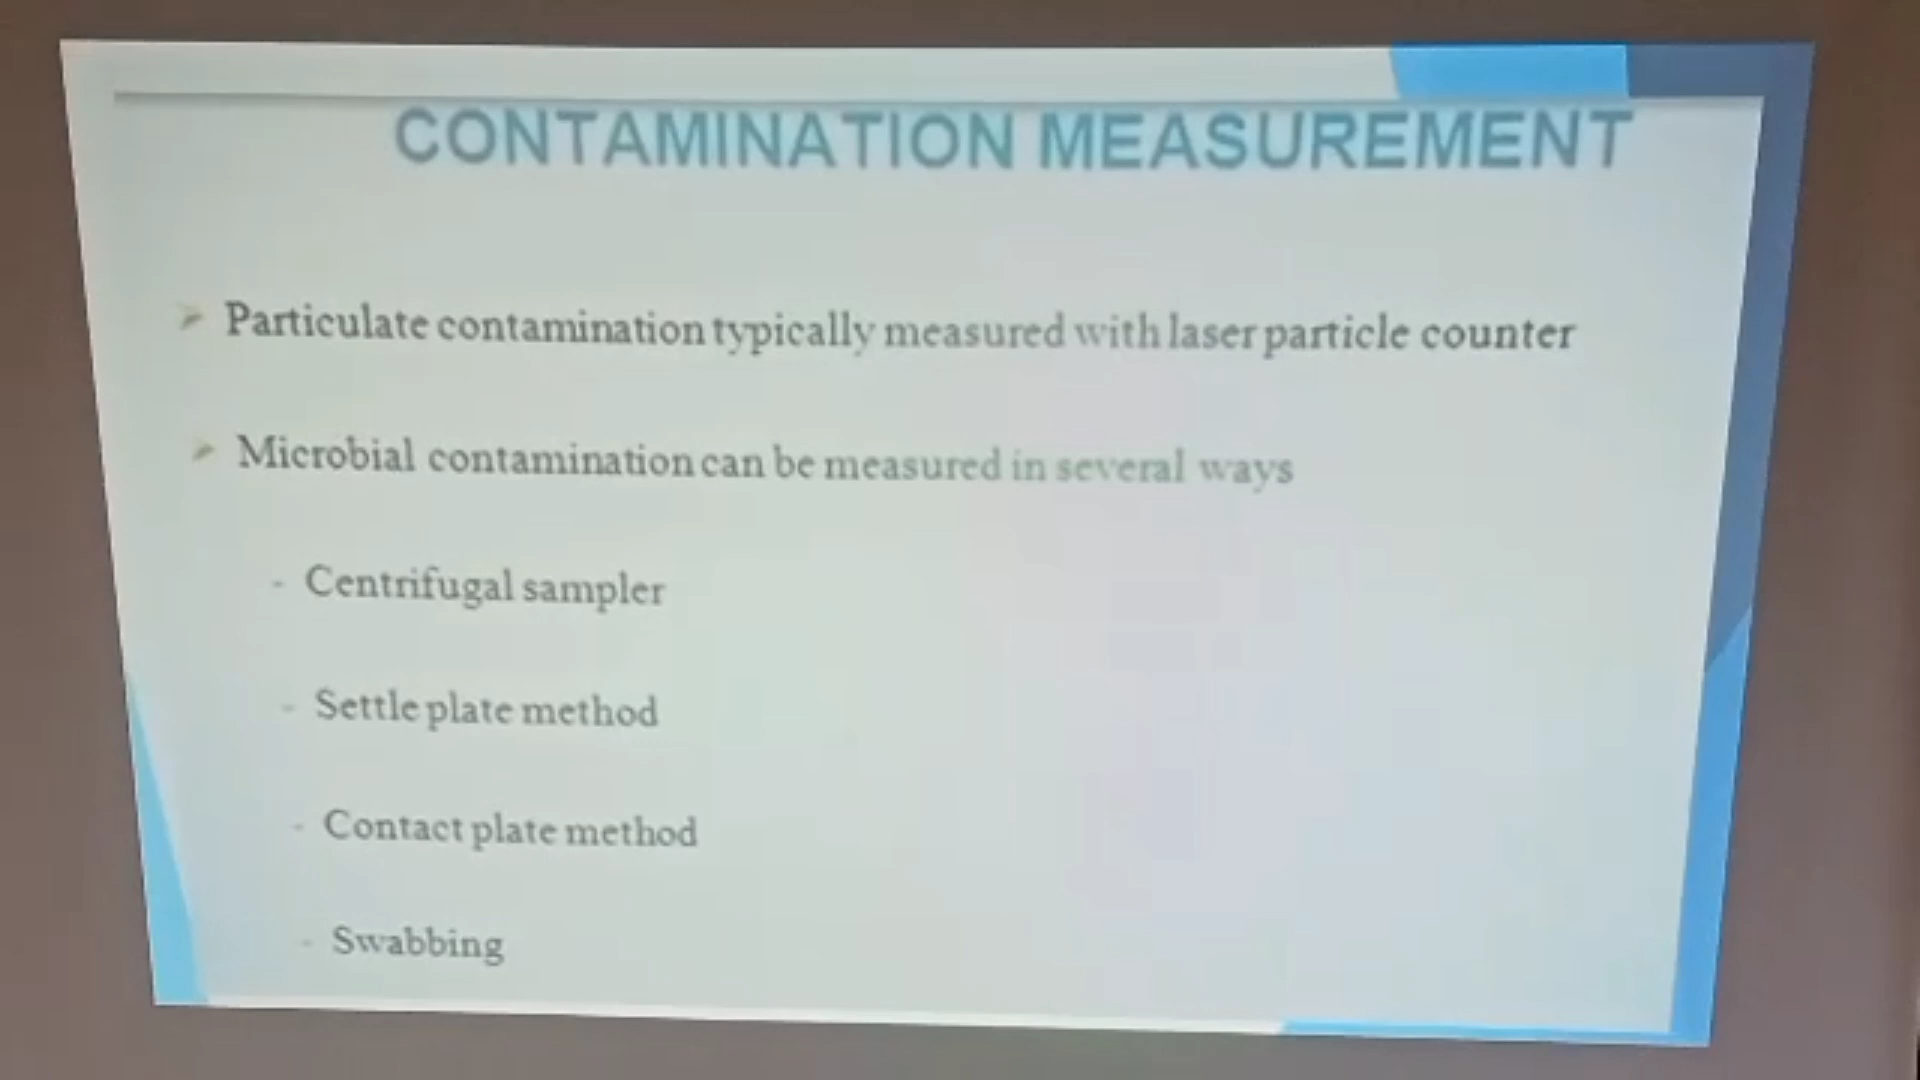 CONTAMINATION MEASUREMENT
➢ Particulate contamination typically measured with laser particle counter
➢ Microbial contamination can be measured in several ways
- Centrifugal sampler
- Settle plate method
- Contact plate method
- Swabbing